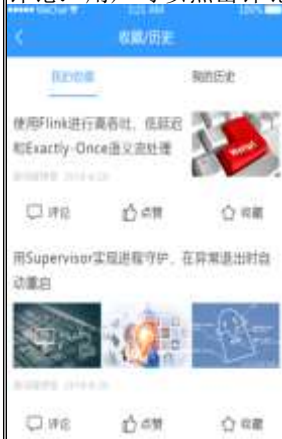 收藏/历史
我的收藏
我的历史
使用Flink进行高吞吐、低延迟
和Exactly-Once语义流处理
评论
点赞
收藏
用Supervisor实现进程守护，在异常退出时自
动重启
评论
点赞
收藏